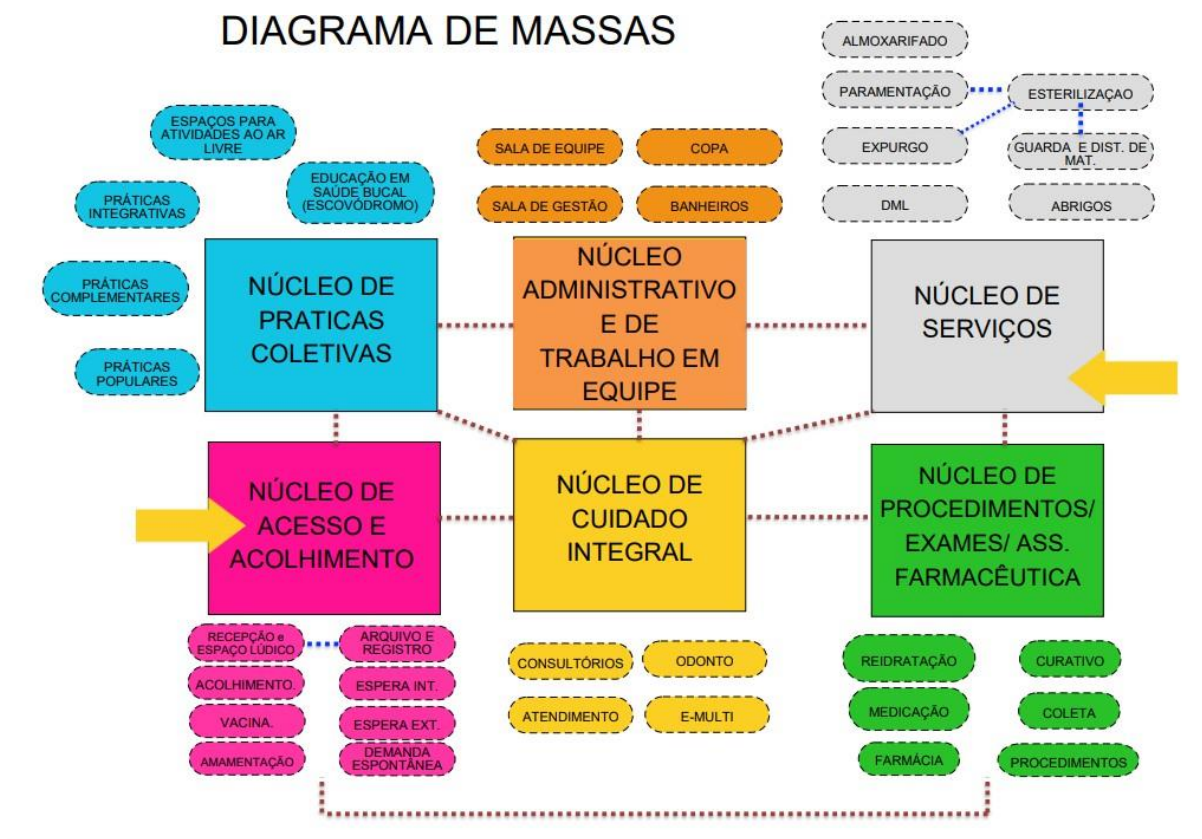 DIAGRAMA DE MASSAS
ALMOXARIFADO
PARAMENTAÇÃO
ESTERILIZAÇAO
EXPURGO
GUARDA E DIST. DE
MAT.
DML
ABRIGOS
ESPAÇOS PARA
ATIVIDADES AO AR
LIVRE
EDUCAÇÃO EM
SAÚDE BUCAL
(ESCOVÓDROMO)
PRÁTICAS
INTEGRATIVAS
PRÁTICAS
COMPLEMENTARES
PRÁTICAS
POPULARES
SALA DE EQUIPE
COPA
SALA DE GESTÃO
BANHEIROS
NÚCLEO DE
PRATICAS
COLETIVAS
NÚCLEO
ADMINISTRATIVO
E DE
TRABALHO EM
EQUIPE
NÚCLEO DE
SERVIÇOS
NÚCLEO DE
ACESSO E
ACOLHIMENTO
NÚCLEO DE
CUIDADO
INTEGRAL
NÚCLEO DE
PROCEDIMENTOS/
EXAMES/ ASS.
FARMACÊUTICA
RECEPÇÃO e
ESPAÇO LÚDICO
ARQUIVO E
REGISTRO
ACOLHIMENTO.
ESPERA INT.
VACINA.
ESPERA EXT.
AMAMENTAÇÃO
DEMANDA
ESPONTÂNEA
CONSULTÓRIOS
ODONTO
ATENDIMENTO
E-MULTI
REIDRATAÇÃO
CURATIVO
MEDICAÇÃO
COLETA
FARMÁCIA
PROCEDIMENTOS